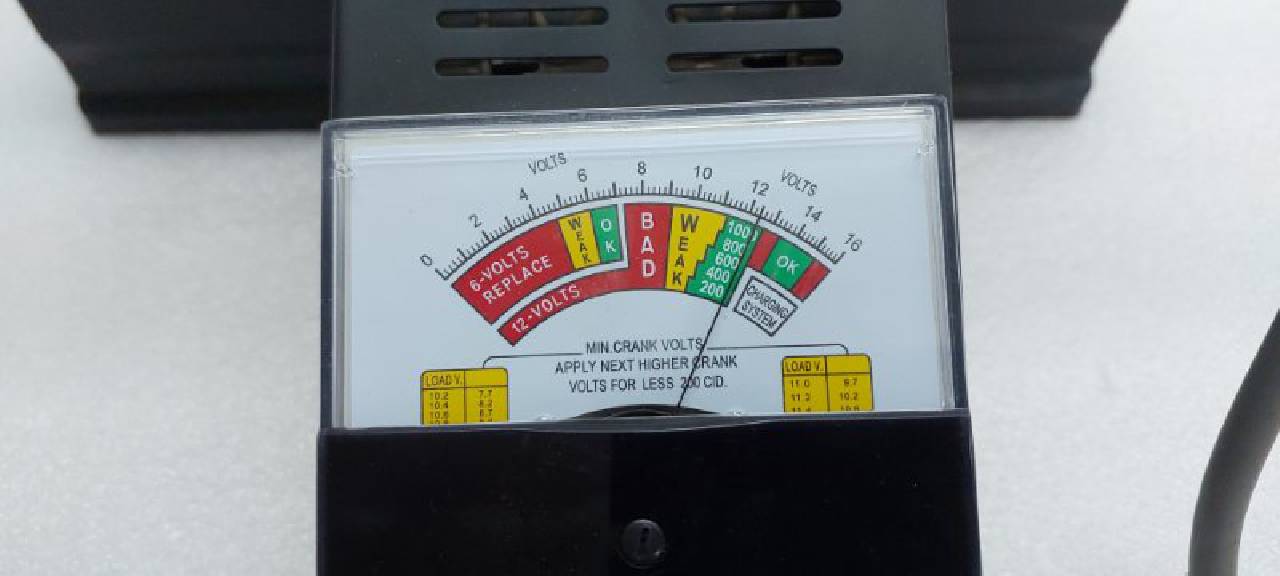 VOLTS
VOLTS
0 2 4 6 8 10 12 14 16
6-VOLTS
REPLACE
WEAK
OK
12-VOLTS
BAD
WEAK
1000
800
600
400
200
OK
CHARGING
SYSTEM
MIN.CRANK VOLTS
APPLY NEXT HIGHER CRANK
VOLTS FOR LESS 200 CID.
LOAD V.
10.2 7.7
10.4 8.2
10.6 8.7
LOAD V.
11.0 9.7
11.2 10.2